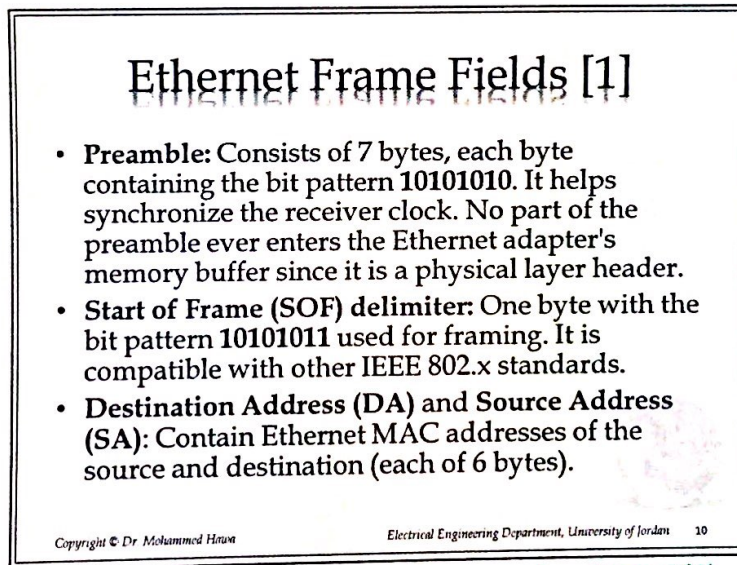 Ethernet Frame Fields [1]
• Preamble: Consists of 7 bytes, each byte
containing the bit pattern 10101010. It helps
synchronize the receiver clock. No part of the
preamble ever enters the Ethernet adapter's
memory buffer since it is a physical layer header.
• Start of Frame (SOF) delimiter: One byte with the
bit pattern 10101011 used for framing. It is
compatible with other IEEE 802.x standards.
• Destination Address (DA) and Source Address
(SA): Contain Ethernet MAC addresses of the
source and destination (each of 6 bytes).
Copyright © Dr Mohammed Hawa Electrical Engineering Department, University of Jordan 10